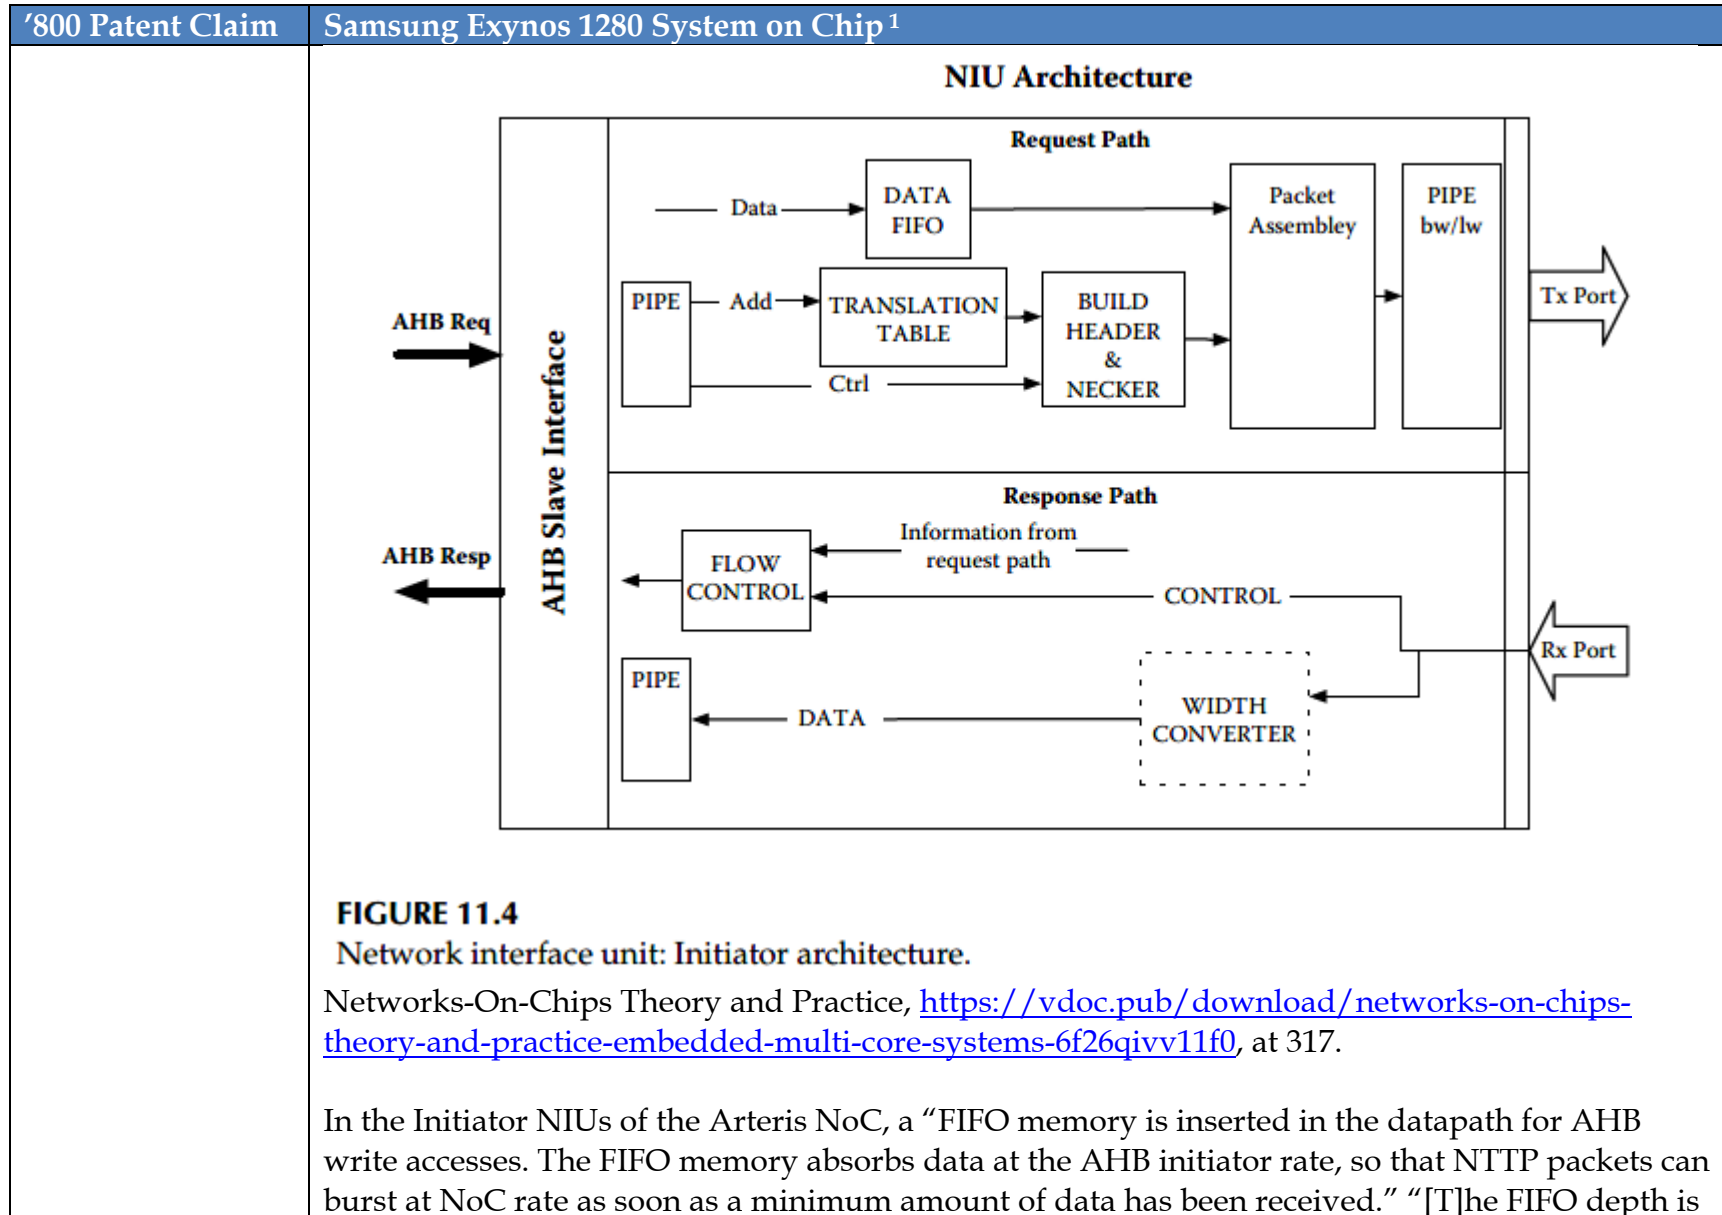 ’800 Patent Claim
Samsung Exynos 1280 System on Chip 1
NIU Architecture
Request Path
Data
DATA
FIFO
Packet
Assembley
PIPE
bw/lw
PIPE
Add
TRANSLATION
TABLE
BUILD
HEADER
&
NECKER
Ctrl
Tx Port
AHB Req
AHB Slave Interface
AHB Resp
Response Path
Information from
request path
FLOW
CONTROL
CONTROL
Rx Port
PIPE
DATA
WIDTH
CONVERTER
FIGURE 11.4
Network interface unit: Initiator architecture.
Networks-On-Chips Theory and Practice, https://vdoc.pub/download/networks-on-chips-
theory-and-practice-embedded-multi-core-systems-6f26qivv11f0, at 317.
In the Initiator NIUs of the Arteris NoC, a “FIFO memory is inserted in the datapath for AHB
write accesses. The FIFO memory absorbs data at the AHB initiator rate, so that NTTP packets can
burst at NoC rate as soon as a minimum amount of data has been received.” “[T]he FIFO depth is